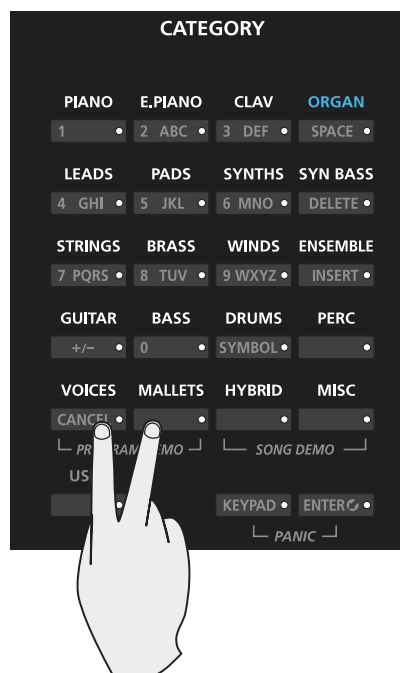 CATEGORY
PIANO E.PIANO CLAV ORGAN
1 2 ABC 3 DEF SPACE
LEADS PADS SYNTHS SYN BASS
4 GHI 5 JKL 6 MNO DELETE
STRINGS BRASS WINDS ENSEMBLE
7 PQRS 8 TUV 9 WXYZ INSERT
GUITAR BASS DRUMS PERC
+/− 0 SYMBOL
VOICES MALLETS HYBRID MISC
CANCEL
SONG DEMO
KEYPAD ENTER
PANIC